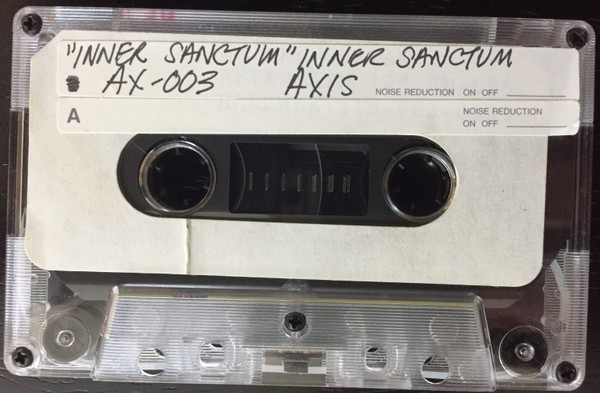 "INNER SANCTUM" INNER SANCTUM
AX-003 AXIS NOISE REDUCTION ON OFF
A NOISE REDUCTION
ON OFF